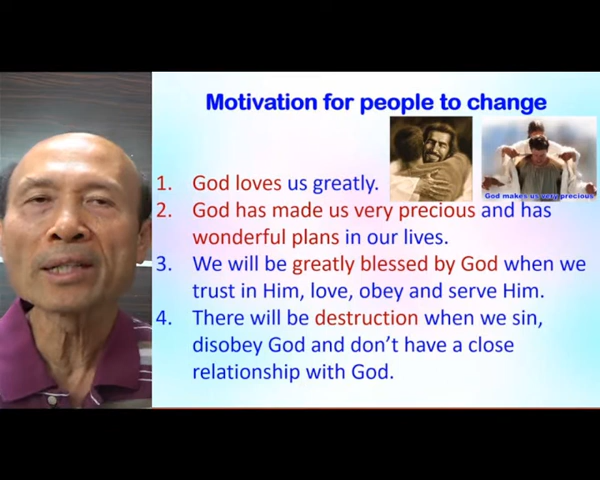 Motivation for people to change
God makes us very precious
1. God loves us greatly.
2. God has made us very precious and has
wonderful plans in our lives.
3. We will be greatly blessed by God when we
trust in Him, love, obey and serve Him.
4. There will be destruction when we sin,
disobey God and don't have a close
relationship with God.